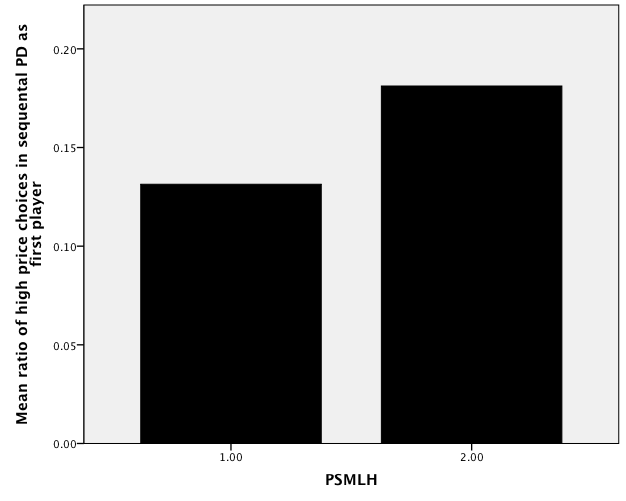 Mean ratio of high price choices in sequental PD as
first player
0.20
0.15
0.10
0.05
0.00
1.00 2.00
PSMLH